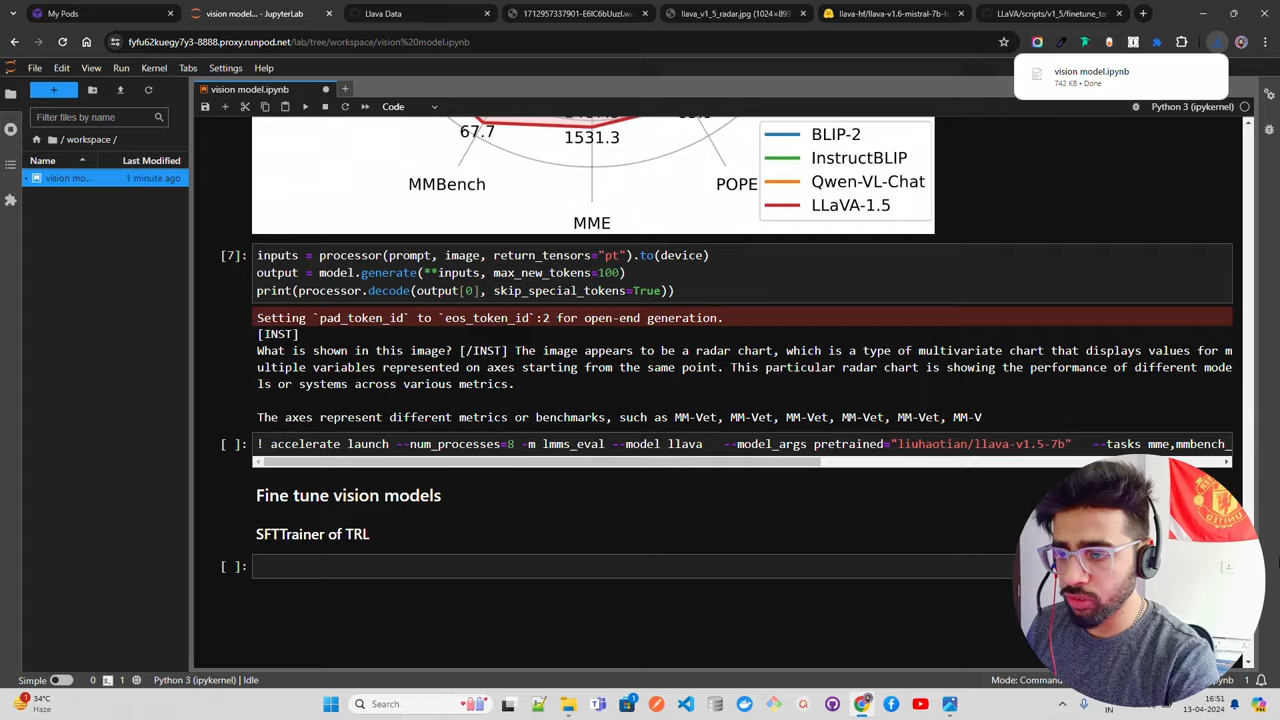 My Pods
vision model... - JupyterLab
Llava Data
1712957337901-E6IC6bUuzI.we
llava_v1_5_radar.jpg (1024×895
llava-hf/llava-v1.6-mistral-7b-h
LLaVA/scripts/v1_5/finetune_ta
fyfu62kuegy7y3-8888.proxy.runpod.net/lab/tree/workspace/vision%20model.ipynb
vision model.ipynb
742 KB • Done
File Edit View Run Kernel Tabs Settings Help
vision model.ipynb
Filter files by name
Code
Python 3 (ipykernel)
/ workspace /
Name
Last Modified
vision mo...
1 minute ago
67.7
1531.3
MMBench
POPE
MME
BLIP-2
InstructBLIP
Qwen-VL-Chat
LLaVA-1.5
[7]:
inputs = processor(prompt, image, return_tensors="pt").to(device)
output = model.generate(**inputs, max_new_tokens=100)
print(processor.decode(output[0], skip_special_tokens=True))
Setting `pad_token_id` to `eos_token_id`:2 for open-end generation.
[INST]
What is shown in this image? [/INST] The image appears to be a radar chart, which is a type of multivariate chart that displays values for m
ultiple variables represented on axes starting from the same point. This particular radar chart is showing the performance of different mode
ls or systems across various metrics.
The axes represent different metrics or benchmarks, such as MM-Vet, MM-Vet, MM-Vet, MM-Vet, MM-Vet, MM-V
[ ]:
! accelerate launch --num_processes=8 -m lmms_eval --model llava --model_args pretrained="liuhaotian/llava-v1.5-7b" --tasks mme,mmbench_
Fine tune vision models
SFTTrainer of TRL
[ ]:
UNITED
Simple
0
1
Python 3 (ipykernel) | Idle
Mode: Command
1
34°C
Haze
Search
IN
16:51
13-04-2024